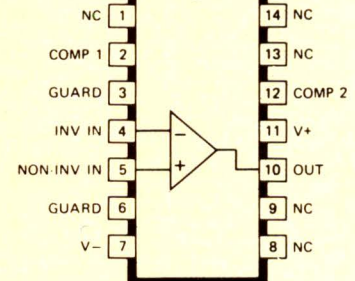 NC 1
COMP 1 2
GUARD 3
INV IN 4
NON-INV IN 5
GUARD 6
V- 7
14 NC
13 NC
12 COMP 2
11 V+
10 OUT
9 NC
8 NC
-
+